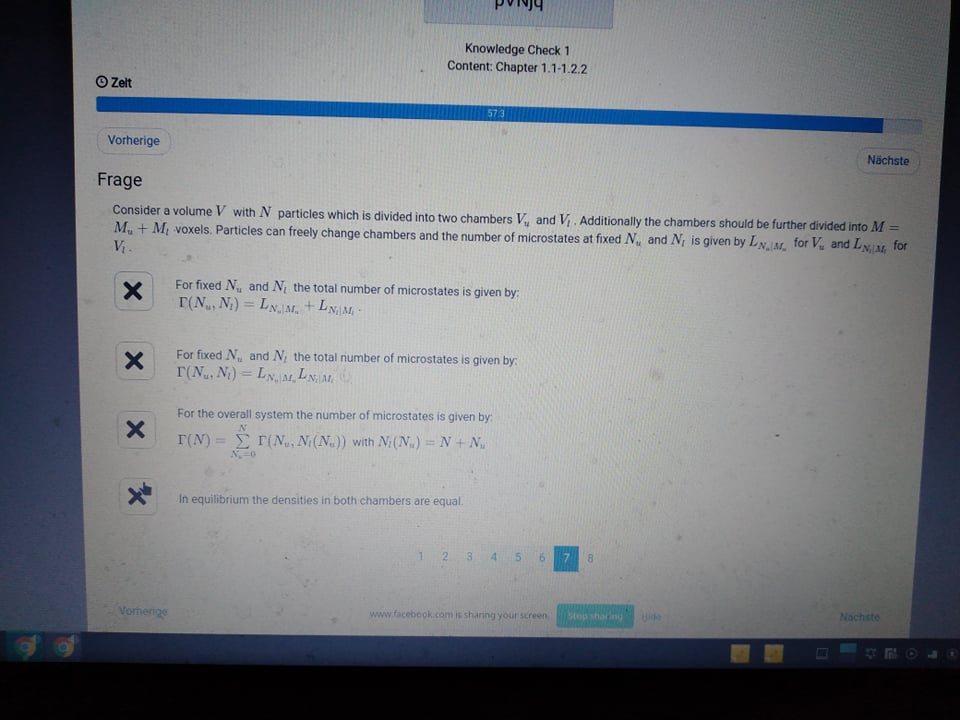 pVNjq
Knowledge Check 1
Content: Chapter 1.1-1.2.2
Zeit
57.3
Vorherige
Nächste
Frage
Consider a volume V with N particles which is divided into two chambers V_u and V_l . Additionally the chambers should be further divided into M =
M_u + M_l voxels. Particles can freely change chambers and the number of microstates at fixed N_u and N_l is given by L_{N_u|M_u} for V_u and L_{N_l|M_l} for
V_l .
For fixed N_u and N_l the total number of microstates is given by:
Γ(N_u, N_l) = L_{N_u|M_u} + L_{N_l|M_l} .
For fixed N_u and N_l the total number of microstates is given by:
Γ(N_u, N_l) = L_{N_u|M_u} L_{N_l|M_l}
For the overall system the number of microstates is given by:
Γ(N) = ∑_{N_u=0}^{N} Γ(N_u, N_l(N_u)) with N_l(N_u) = N + N_u
In equilibrium the densities in both chambers are equal.
1 2 3 4 5 6 7 8
Vorherige
www.facebook.com is sharing your screen.
Stop sharing
Hide
Nächste